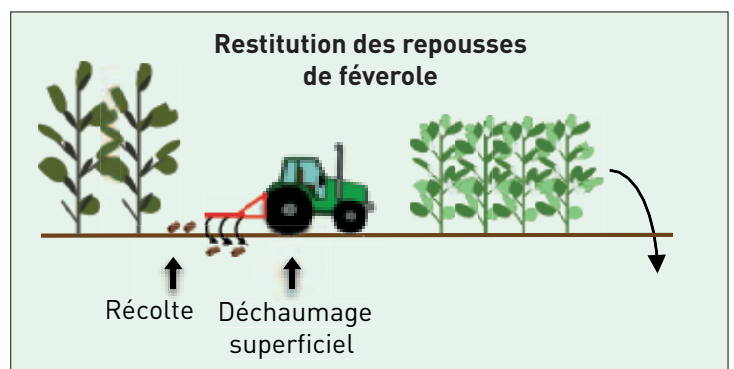 Restitution des repousses
de féverole
Récolte
Déchaumage
superficiel